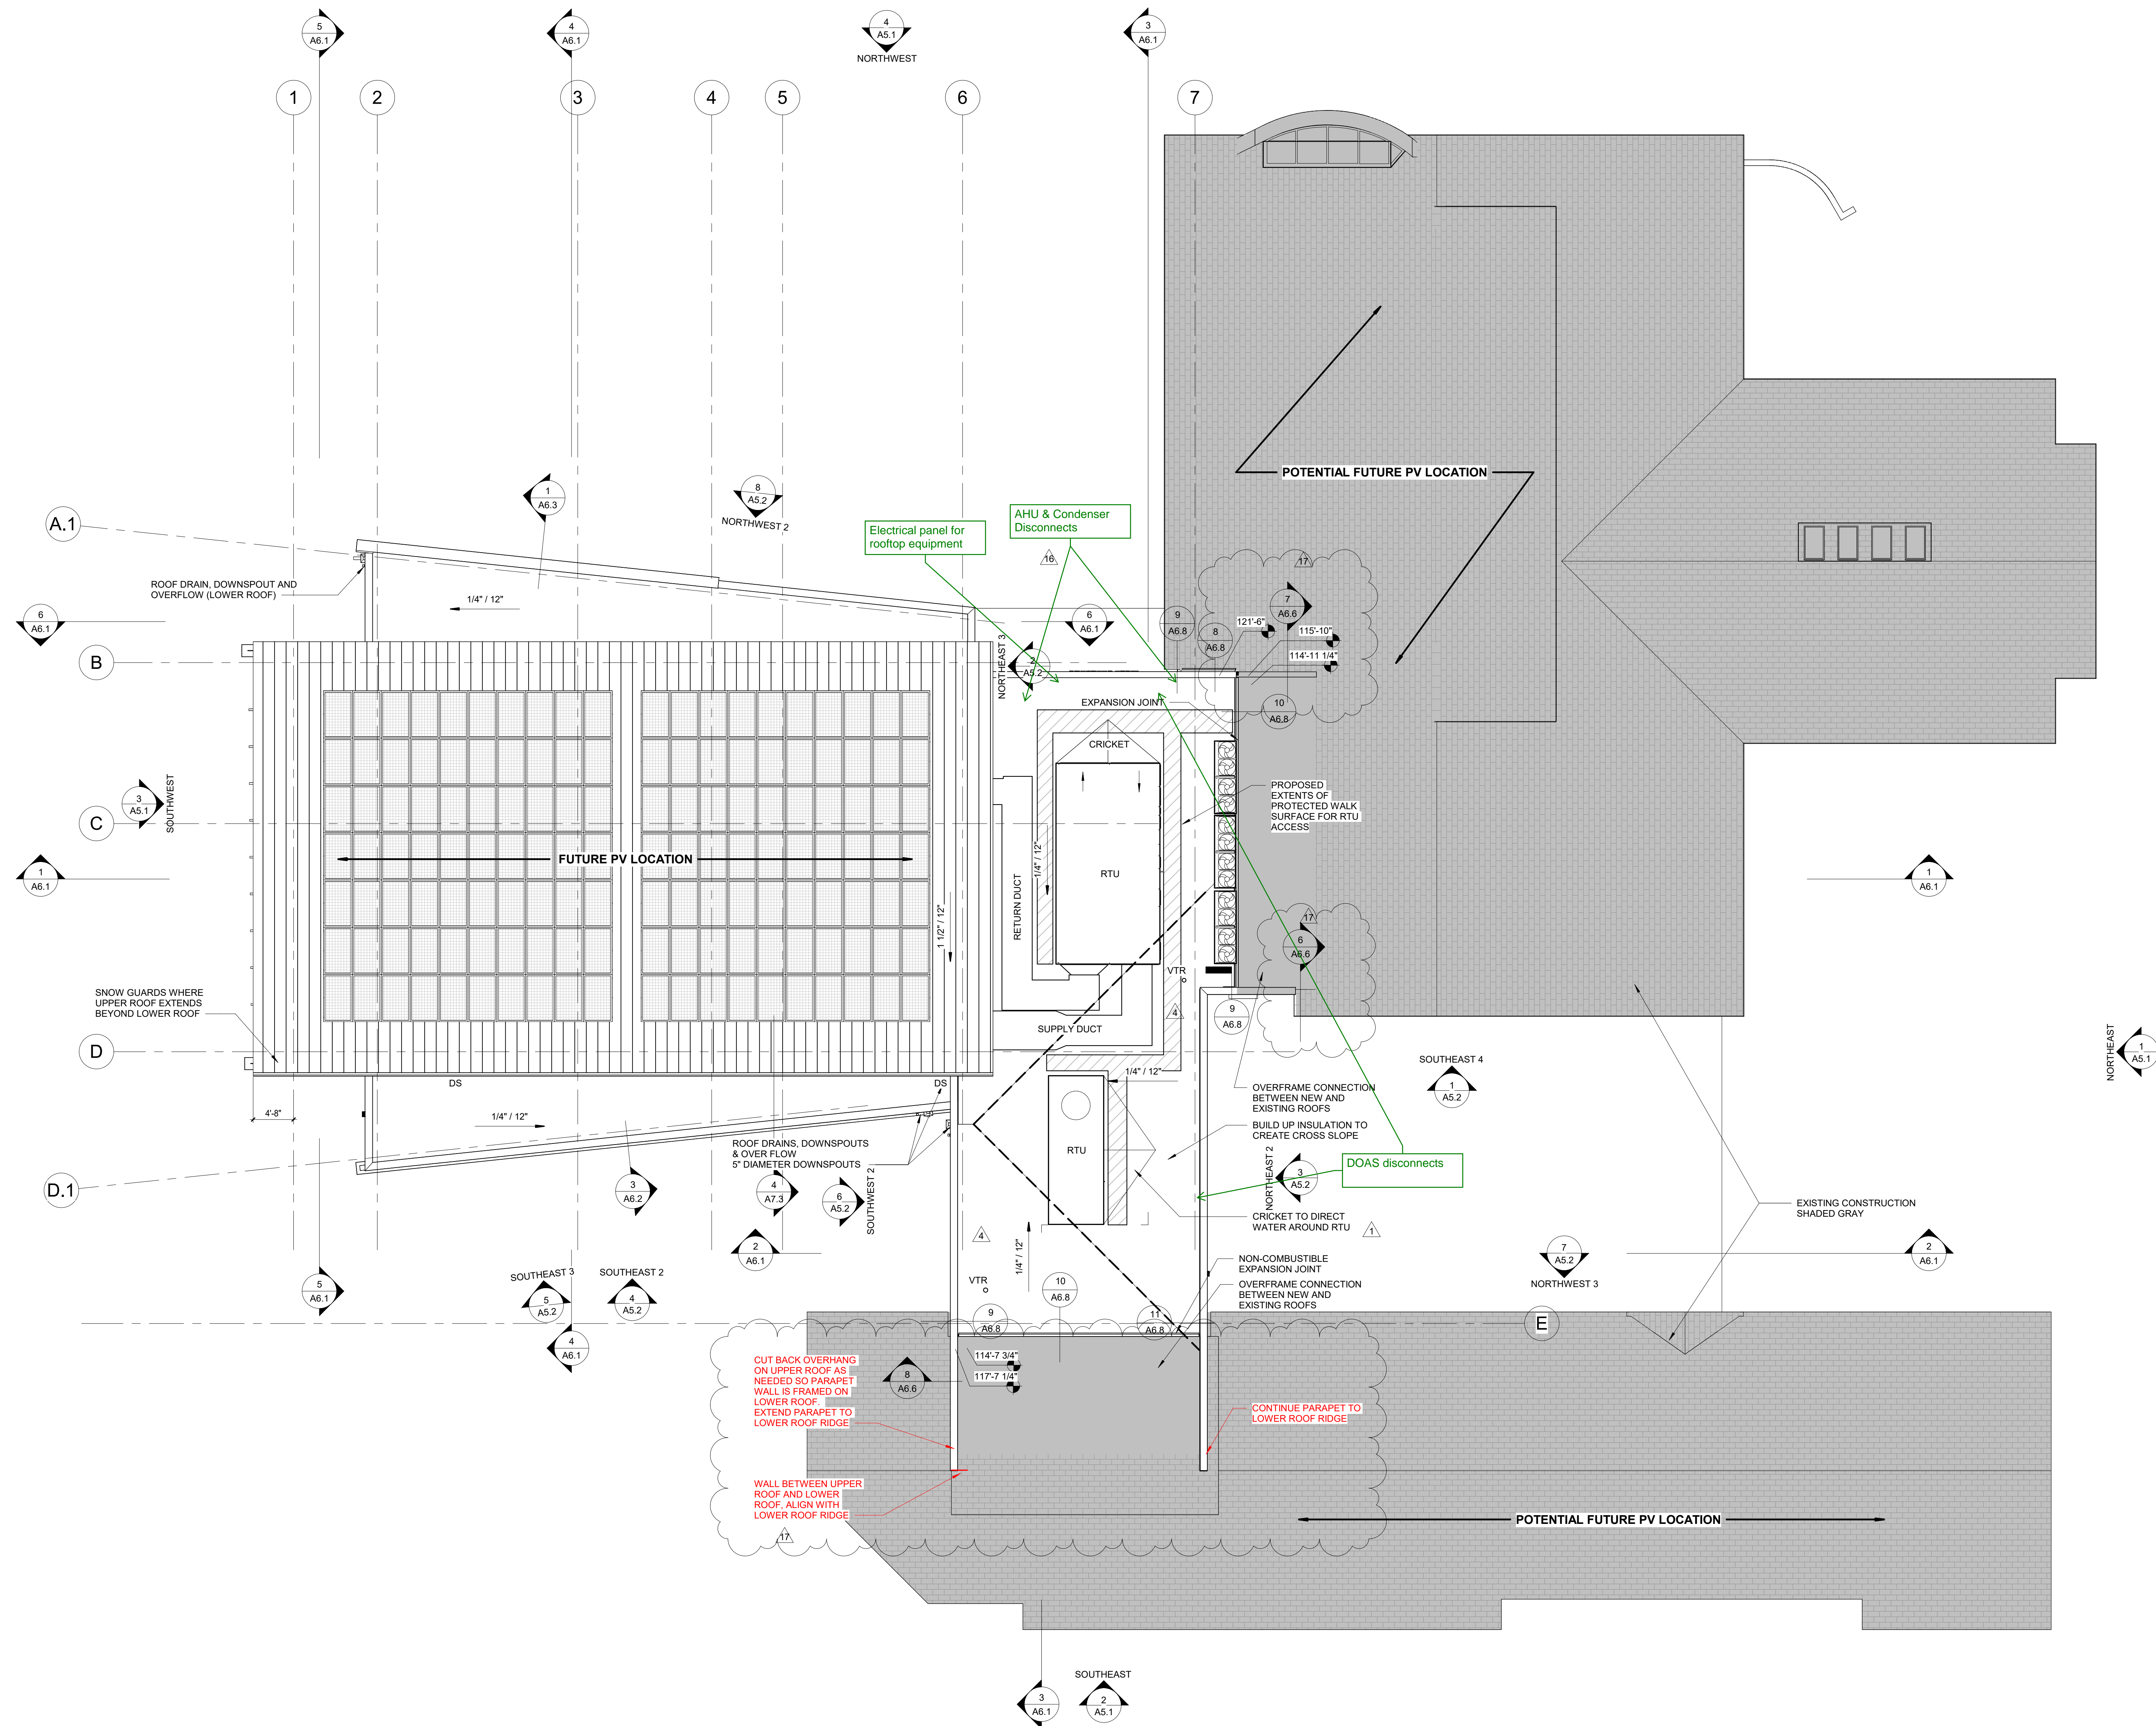 5
A6.1
4
A6.1
4
A5.1
NORTHWEST
3
A6.1
1
2
3
4
5
6
7
POTENTIAL FUTURE PV LOCATION
1
A6.3
8
A5.2
NORTHWEST 2
A.1
Electrical panel for
rooftop equipment
AHU & Condenser
Disconnects
16
17
ROOF DRAIN, DOWNSPOUT AND
OVERFLOW (LOWER ROOF)
1/4" / 12"
6
A6.1
6
A6.1
9
A6.8
8
A6.8
7
A6.6
121'-6"
115'-10"
114'-11 1/4"
B
NORTHEAST 3
2
A5.2
EXPANSION JOINT
10
A6.8
CRICKET
3
A5.1
SOUTHWEST
C
PROPOSED
EXTENTS OF
PROTECTED WALK
SURFACE FOR RTU
ACCESS
FUTURE PV LOCATION
1/4" / 12"
RTU
1
A6.1
1
A6.1
RETURN DUCT
1 1/2" / 12"
17
6
A6.6
VTR
SNOW GUARDS WHERE
UPPER ROOF EXTENDS
BEYOND LOWER ROOF
4
9
A6.8
SUPPLY DUCT
D
NORTHEAST
1
A5.1
SOUTHEAST 4
1
A5.2
DS
DS
1/4" / 12"
OVERFRAME CONNECTION
BETWEEN NEW AND
EXISTING ROOFS
4'-8"
1/4" / 12"
BUILD UP INSULATION TO
CREATE CROSS SLOPE
ROOF DRAINS, DOWNSPOUTS
& OVER FLOW
5" DIAMETER DOWNSPOUTS
RTU
DOAS disconnects
NORTHEAST 2
3
A5.2
D.1
3
A6.2
4
A7.3
6
A5.2
SOUTHWEST 2
EXISTING CONSTRUCTION
SHADED GRAY
CRICKET TO DIRECT
WATER AROUND RTU
1
4
2
A6.1
1/4" / 12"
NON-COMBUSTIBLE
EXPANSION JOINT
7
A5.2
NORTHWEST 3
2
A6.1
5
A6.1
SOUTHEAST 3
5
A5.2
SOUTHEAST 2
4
A5.2
VTR
10
A6.8
OVERFRAME CONNECTION
BETWEEN NEW AND
EXISTING ROOFS
9
A6.8
11
A6.8
E
4
A6.1
CUT BACK OVERHANG
ON UPPER ROOF AS
NEEDED SO PARAPET
WALL IS FRAMED ON
LOWER ROOF.
EXTEND PARAPET TO
LOWER ROOF RIDGE
8
A6.6
114'-7 3/4"
117'-7 1/4"
CONTINUE PARAPET TO
LOWER ROOF RIDGE
WALL BETWEEN UPPER
ROOF AND LOWER
ROOF, ALIGN WITH
LOWER ROOF RIDGE
17
POTENTIAL FUTURE PV LOCATION
3
A6.1
SOUTHEAST
2
A5.1